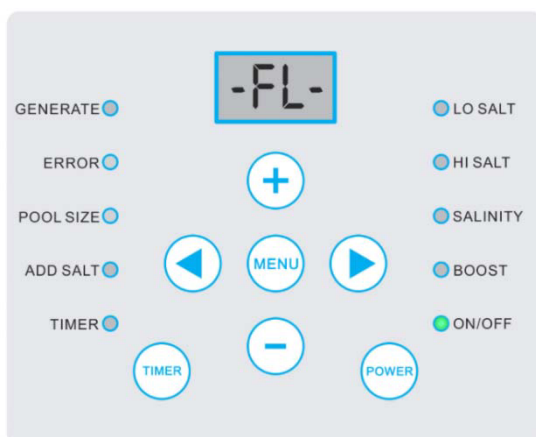 -FL-
GENERATE
LO SALT
ERROR
HI SALT
+
POOL SIZE
SALINITY
ADD SALT
MENU
BOOST
TIMER
ON/OFF
-
TIMER
POWER